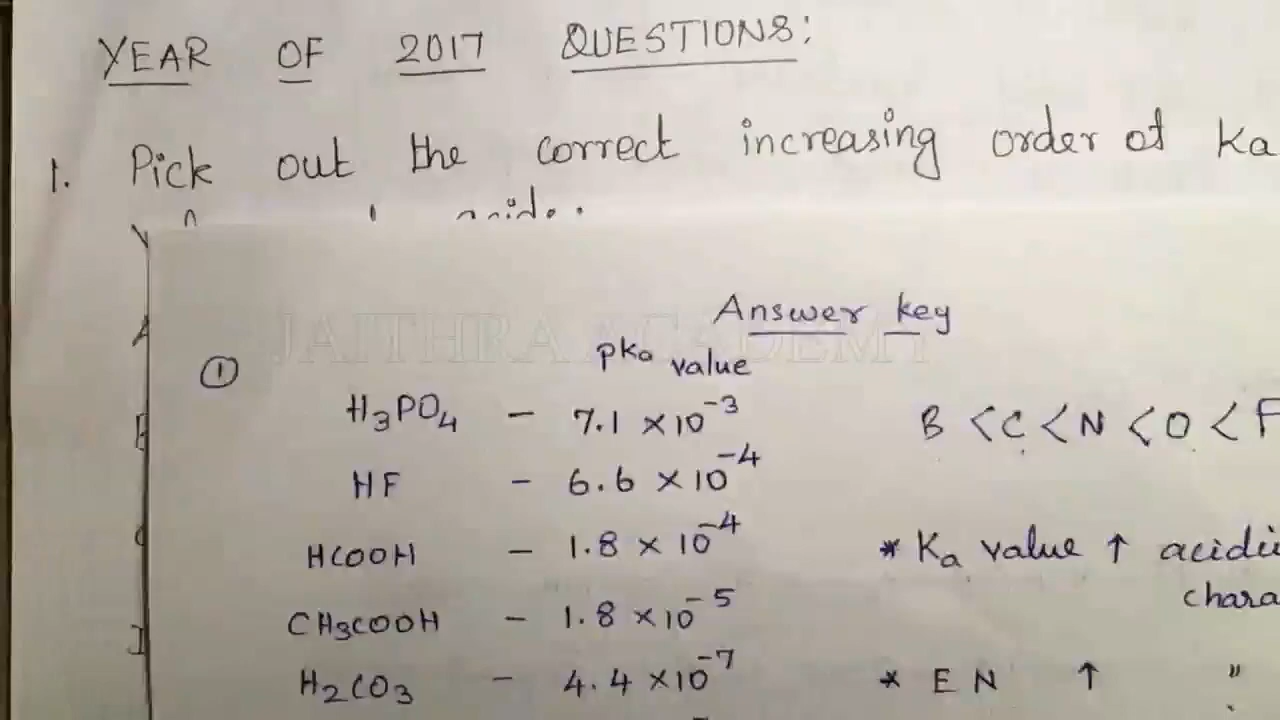 YEAR OF 2017 QUESTIONS:
1. Pick out the correct increasing order of Ka
JAITHRA ACADEMY
Answer key
① pka value
H3PO4 - 7.1 × 10⁻³ B < C < N < O < F
HF - 6.6 × 10⁻⁴
HCOOH - 1.8 × 10⁻⁴ * Ka value ↑
CH3COOH - 1.8 × 10⁻⁵
H2CO3 - 4.4 × 10⁻⁷ * EN ↑ "